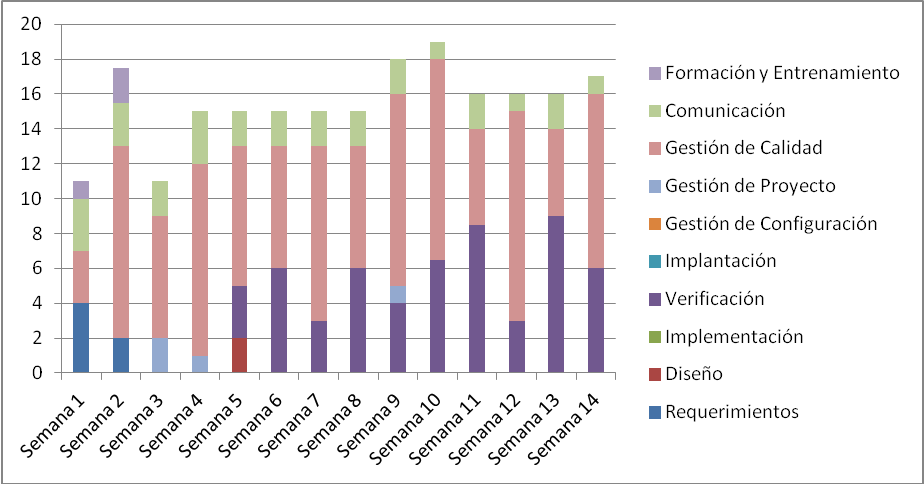 20
18
16
14
12
10
8
6
4
2
0
Semana 1
Semana 2
Semana 3
Semana 4
Semana 5
Semana 6
Semana 7
Semana 8
Semana 9
Semana 10
Semana 11
Semana 12
Semana 13
Semana 14
Formación y Entrenamiento
Comunicación
Gestión de Calidad
Gestión de Proyecto
Gestión de Configuración
Implantación
Verificación
Implementación
Diseño
Requerimientos